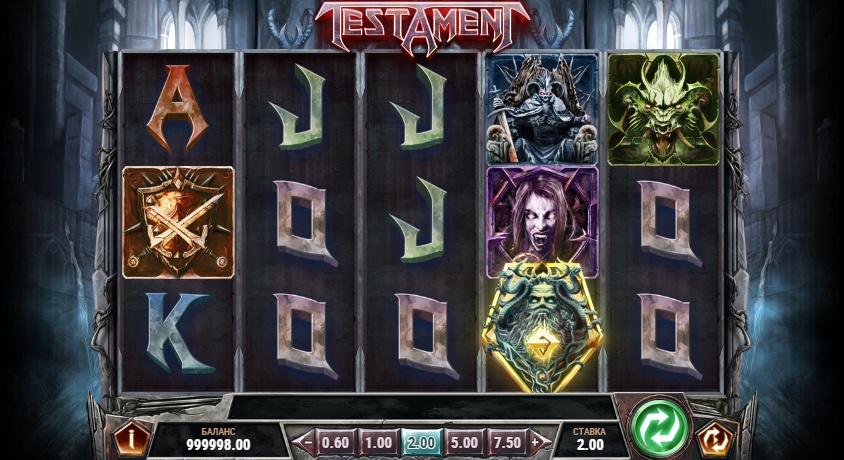 TESTAMENT
A J J
Q J Q
K Q Q Q
БАЛАНС
999998.00
− 0.60 1.00 2.00 5.00 7.50 +
СТАВКА
2.00